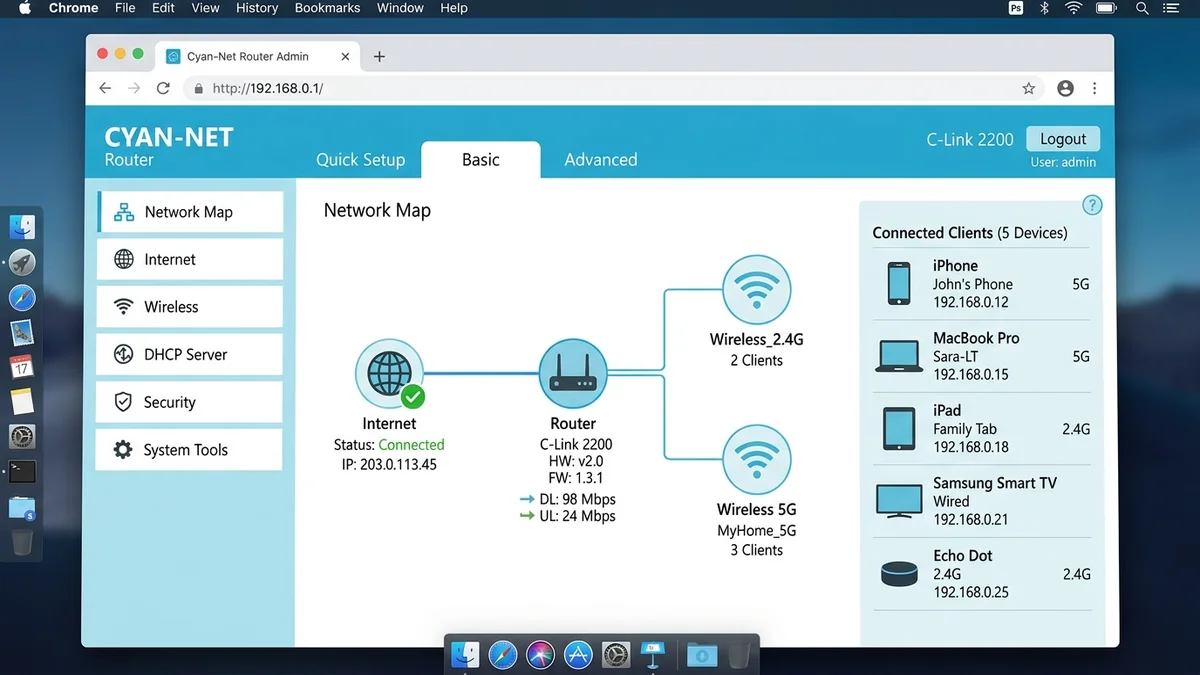 Chrome File Edit View History Bookmarks Window Help
Ps
Cyan-Net Router Admin
http://192.168.0.1/
CYAN-NET
Router
Quick Setup
Basic
Advanced
C-Link 2200
Logout
User: admin
Network Map
Internet
Wireless
DHCP Server
Security
System Tools
Network Map
Internet
Status: Connected
IP: 203.0.113.45
Router
C-Link 2200
HW: v2.0
FW: 1.3.1
DL: 98 Mbps
UL: 24 Mbps
Wireless_2.4G
2 Clients
Wireless 5G
MyHome_5G
3 Clients
?
Connected Clients (5 Devices)
iPhone
John's Phone 5G
192.168.0.12
MacBook Pro
Sara-LT 5G
192.168.0.15
iPad
Family Tab 2.4G
192.168.0.18
Samsung Smart TV
Wired
192.168.0.21
Echo Dot
2.4G 2.4G
192.168.0.25
17